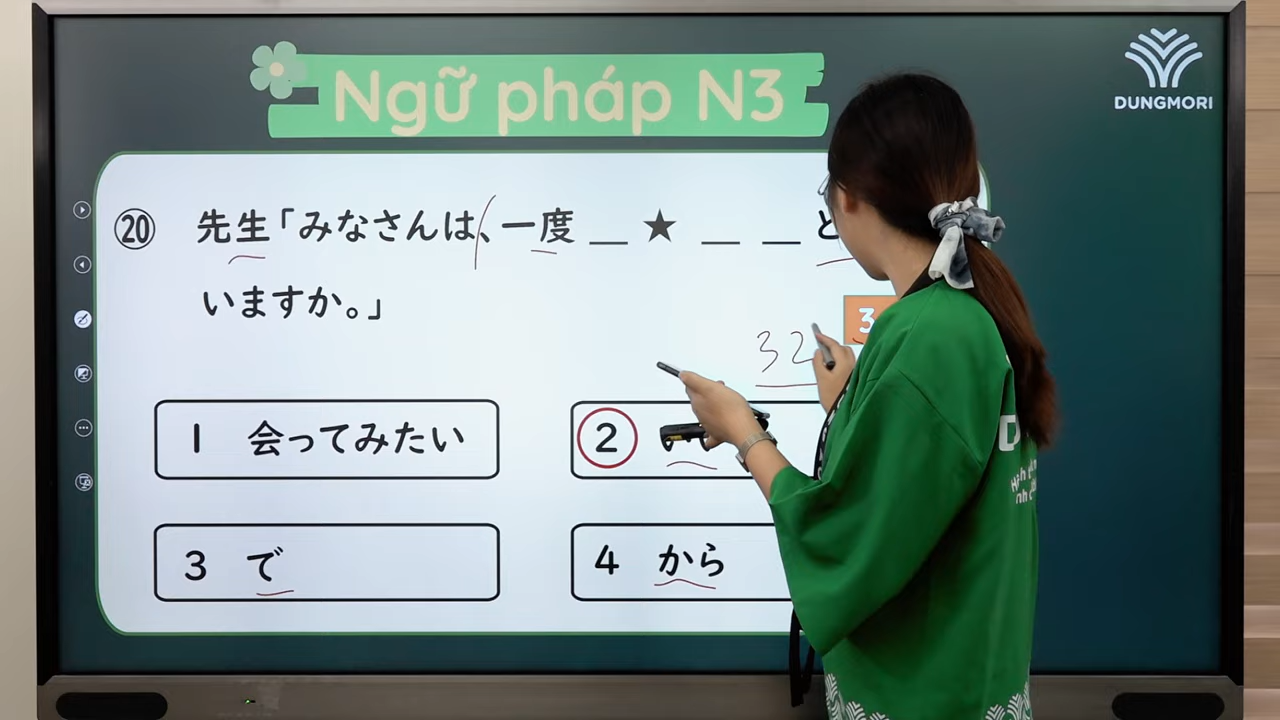 Ngữ pháp N3
DUNGMORI
⑳ 先生「みなさんは、一度 _ ★ _ _ と
いますか。」
3
32
1 会ってみたい
2
3 で
4 から